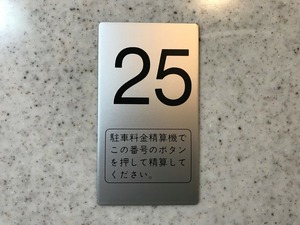 25
駐車料金精算機で
この番号のボタン
を押して精算して
ください。